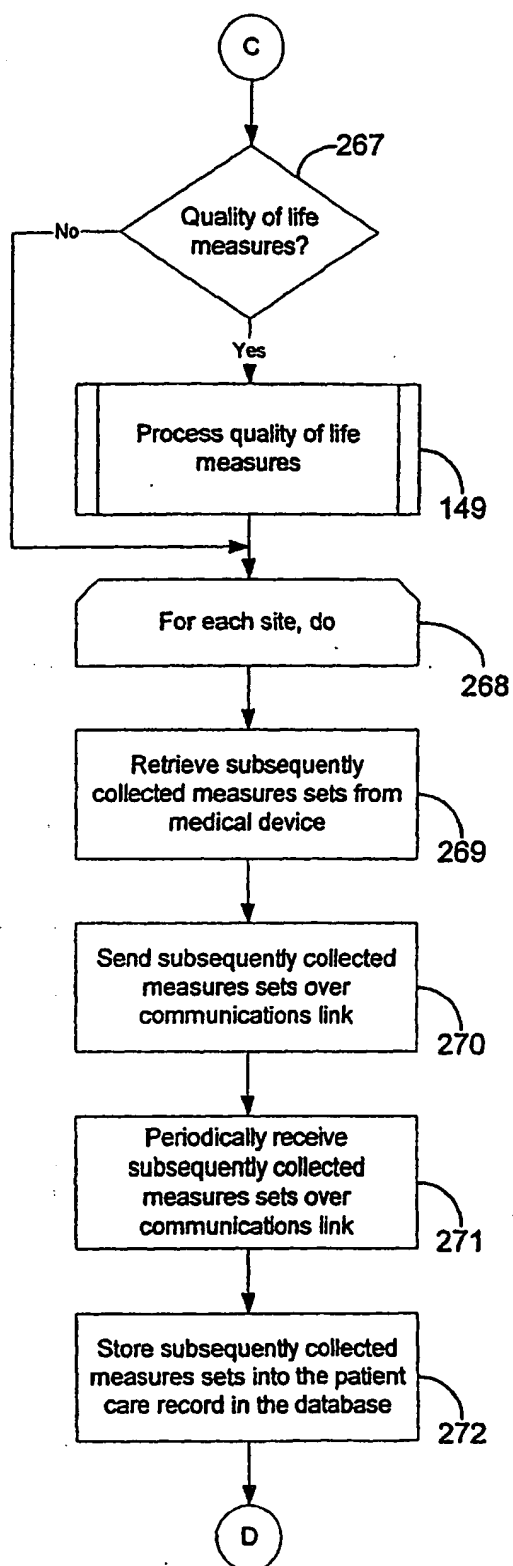 C
267
Quality of life
measures?
No
Yes
Process quality of life
measures
149
For each site, do
268
Retrieve subsequently
collected measures sets from
medical device
269
Send subsequently collected
measures sets over
communications link
270
Periodically receive
subsequently collected
measures sets over
communications link
271
Store subsequently collected
measures sets into the patient
care record in the database
272
D